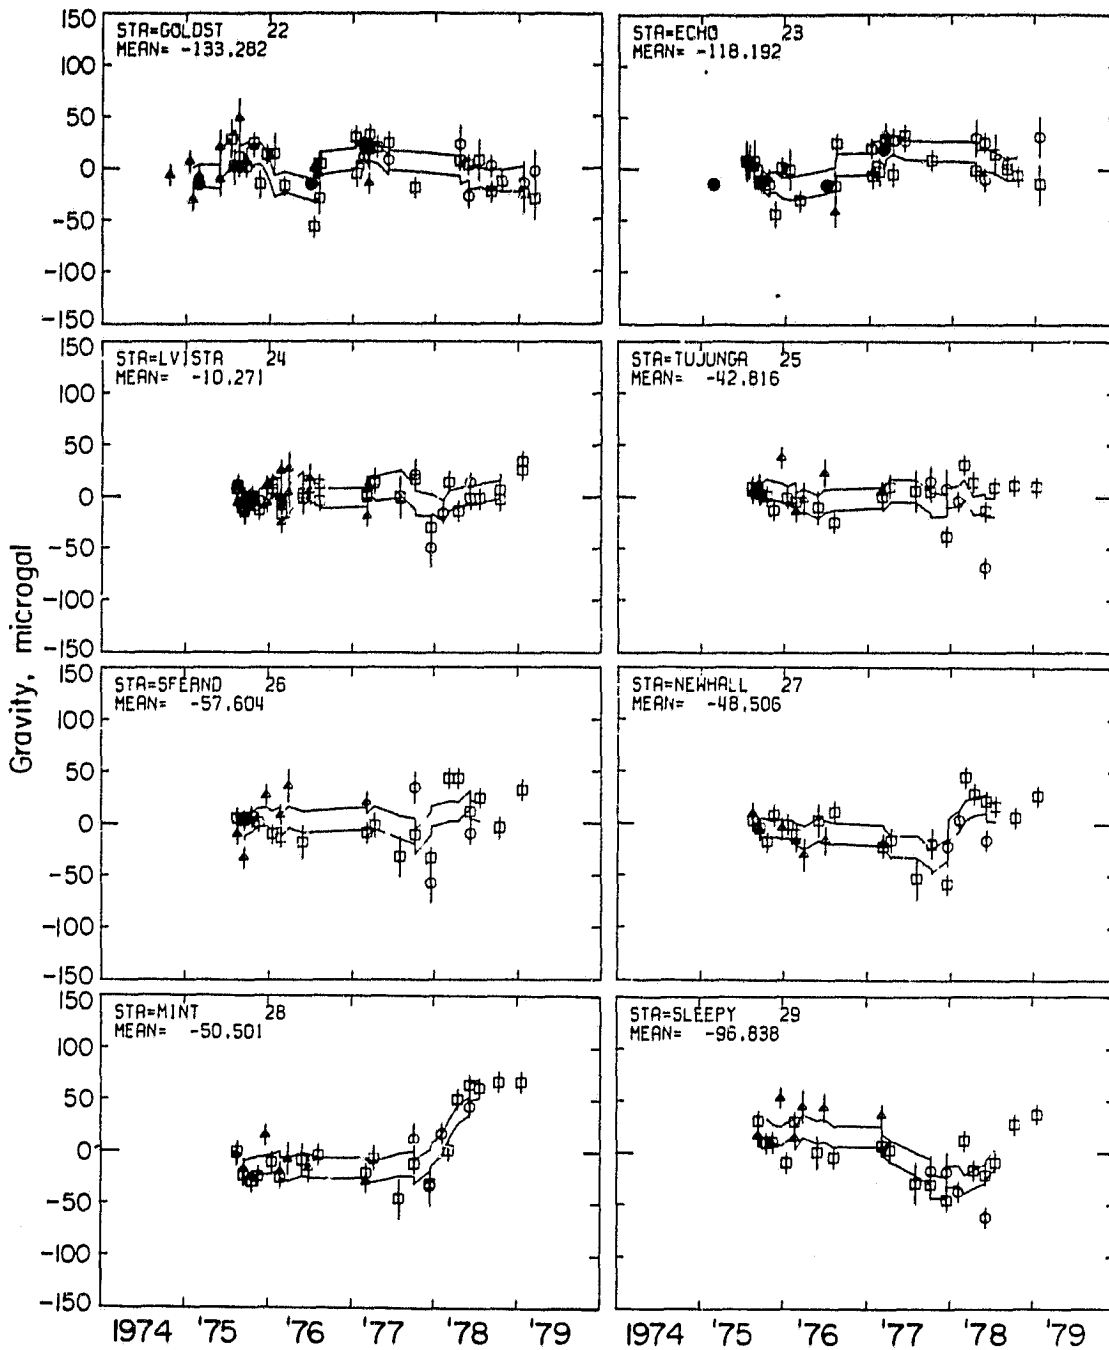 150
100
50
0
-50
-100
-150
STA=GOLDST 22
MEAN= -133.282
STA=ECHO 23
MEAN= -118.192
150
100
50
0
-50
-100
-150
STA=LVISTA 24
MEAN= -10.271
STA=TUJUNGA 25
MEAN= -42.816
Gravity, microgal
150
100
50
0
-50
-100
-150
STA=SFERND 26
MEAN= -57.604
STA=NEWHALL 27
MEAN= -48.506
150
100
50
0
-50
-100
-150
STA=MINT 28
MEAN= -50.501
STA=SLEEPY 29
MEAN= -96.838
1974 '75 '76 '77 '78 '79
1974 '75 '76 '77 '78 '79